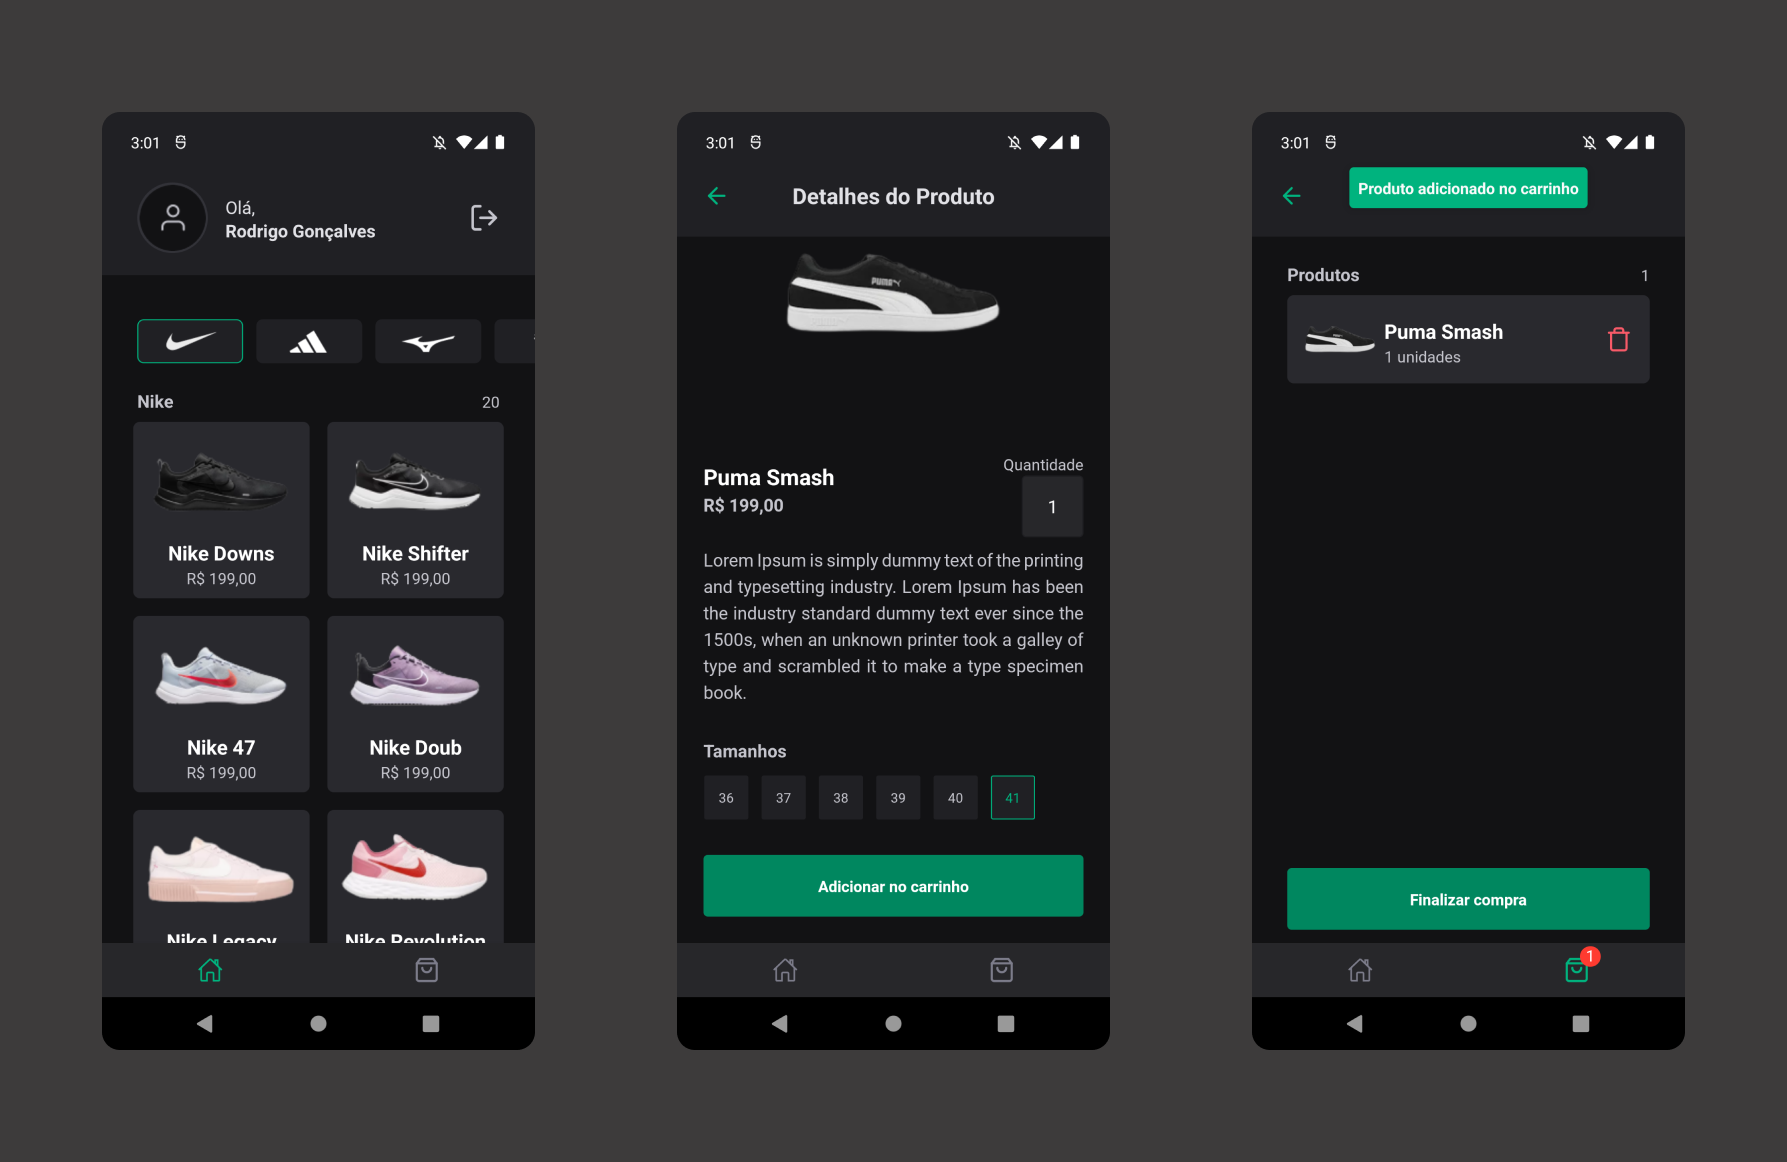 3:01
Olá,
Rodrigo Gonçalves
Nike
20
Nike Downs
R$ 199,00
Nike Shifter
R$ 199,00
Nike 47
R$ 199,00
Nike Doub
R$ 199,00
Nike Legacy
Nike Revolution
3:01
Detalhes do Produto
PUMA
Puma Smash
R$ 199,00
Quantidade
1
Lorem Ipsum is simply dummy text of the printing
and typesetting industry. Lorem Ipsum has been
the industry standard dummy text ever since the
1500s, when an unknown printer took a galley of
type and scrambled it to make a type specimen
book.
Tamanhos
36 37 38 39 40 41
Adicionar no carrinho
3:01
Produto adicionado no carrinho
Produtos
1
Puma Smash
1 unidades
Finalizar compra
1